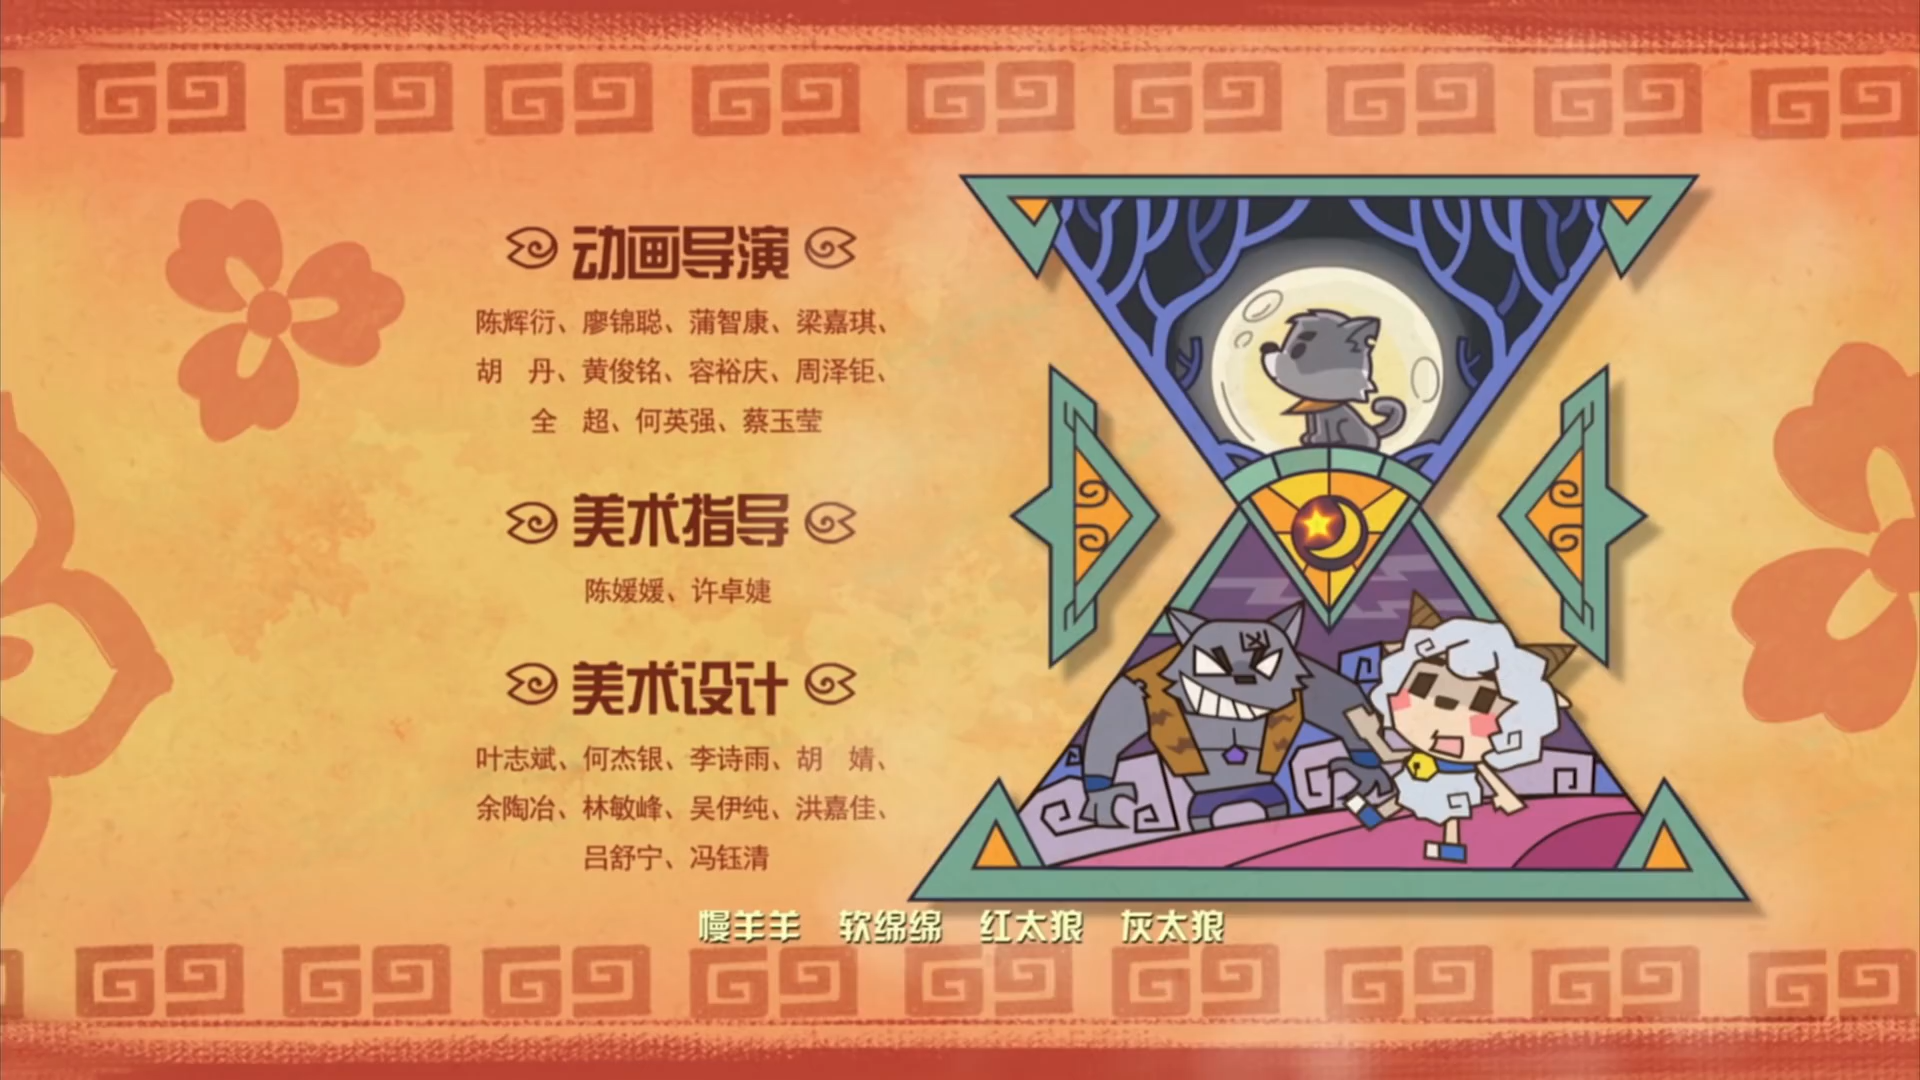 动画导演
陈辉衍、廖锦聪、蒲智康、梁嘉琪、
胡　丹、黄俊铭、容裕庆、周泽钜、
全　超、何英强、蔡玉莹
美术指导
陈媛媛、许卓婕
美术设计
叶志斌、何杰银、李诗雨、胡　婧、
余陶冶、林敏峰、吴伊纯、洪嘉佳、
吕舒宁、冯钰清
慢羊羊　软绵绵　红太狼　灰太狼